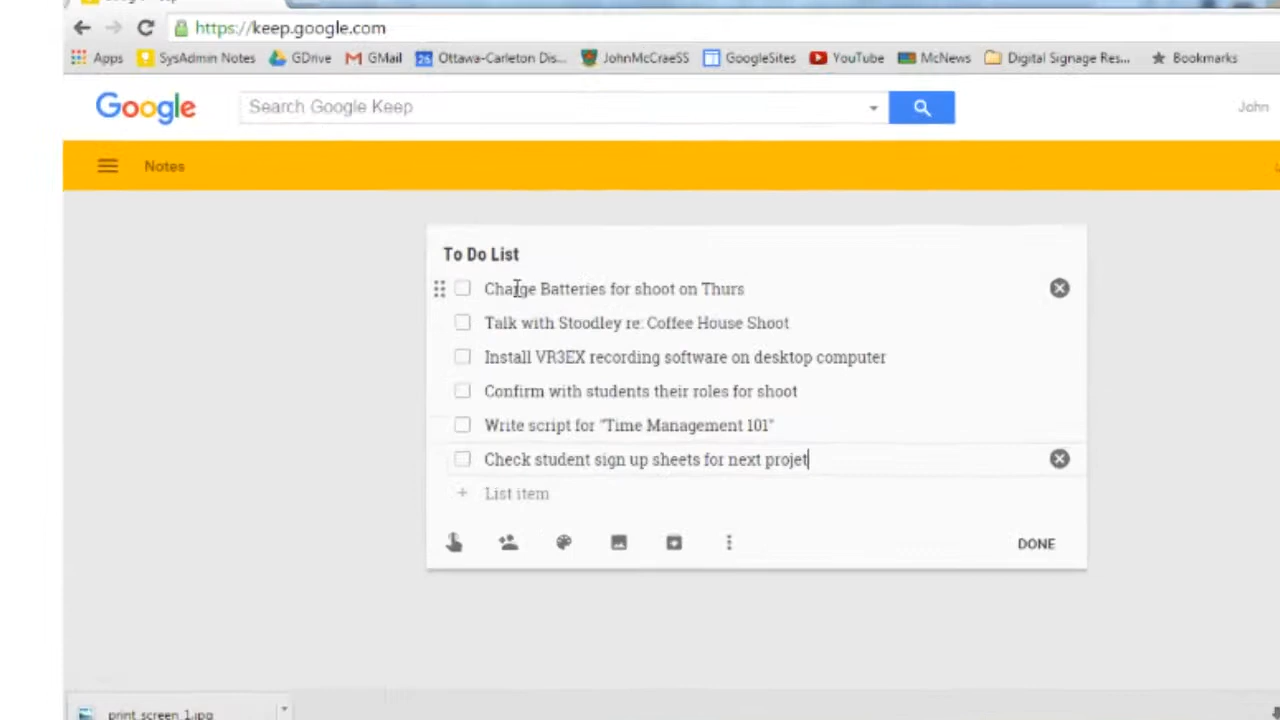 https://keep.google.com
Apps SysAdmin Notes GDrive GMail 26 Ottawa-Carleton Dis... JohnMcCraeSS GoogleSites YouTube McNews Digital Signage Res... Bookmarks
Google Search Google Keep John
Notes
To Do List
Charge Batteries for shoot on Thurs
Talk with Stoodley re: Coffee House Shoot
Install VR3EX recording software on desktop computer
Confirm with students their roles for shoot
Write script for "Time Management 101"
Check student sign up sheets for next projet
+ List item
DONE
print_screen_1.jpg